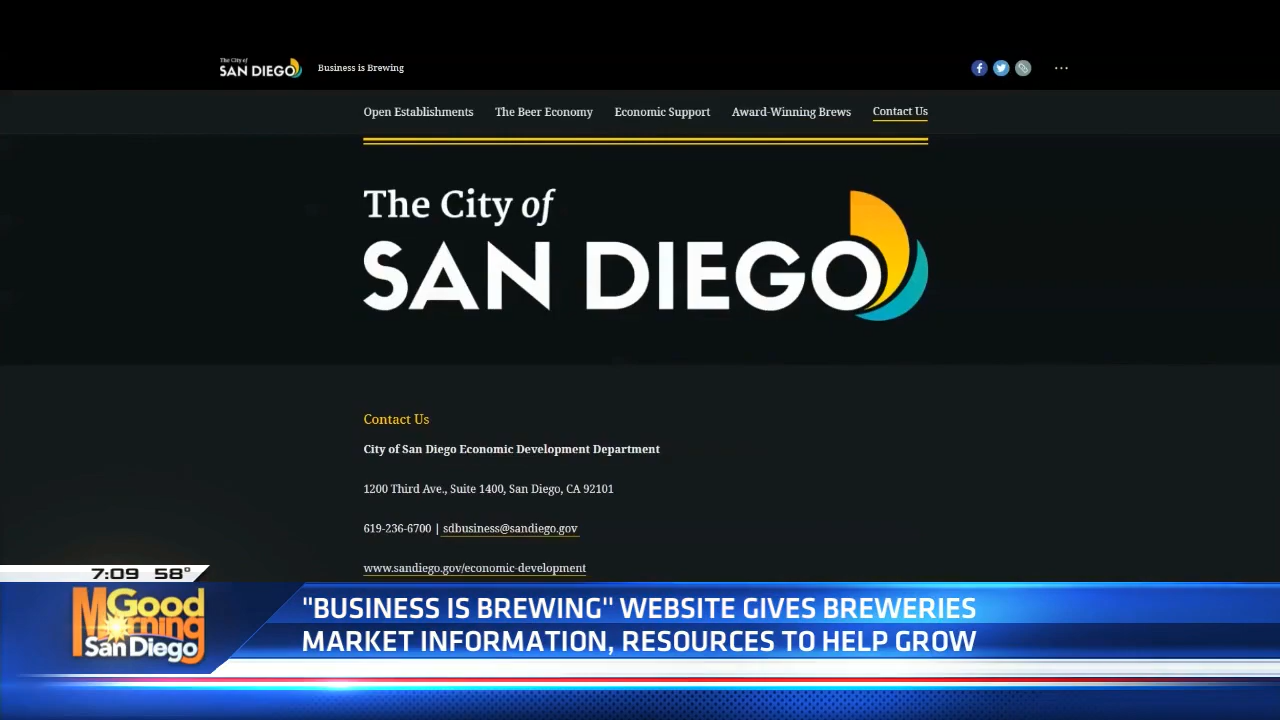 The City of
SAN DIEGO
Business is Brewing
Open Establishments The Beer Economy Economic Support Award-Winning Brews Contact Us
The City of
SAN DIEGO
Contact Us
City of San Diego Economic Development Department
1200 Third Ave., Suite 1400, San Diego, CA 92101
619-236-6700 | sdbusiness@sandiego.gov
www.sandiego.gov/economic-development
7:09 58°
Good
Morning
San Diego
"BUSINESS IS BREWING" WEBSITE GIVES BREWERIES
MARKET INFORMATION, RESOURCES TO HELP GROW